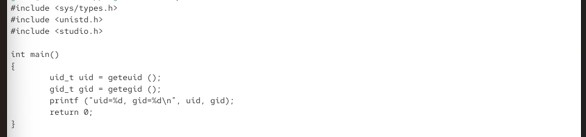 #include <sys/types.h>
#include <unistd.h>
#include <studio.h>
int main()
{
uid_t uid = geteuid ();
gid_t gid = getegid ();
printf ("uid=%d, gid=%d\n", uid, gid);
return 0;
}